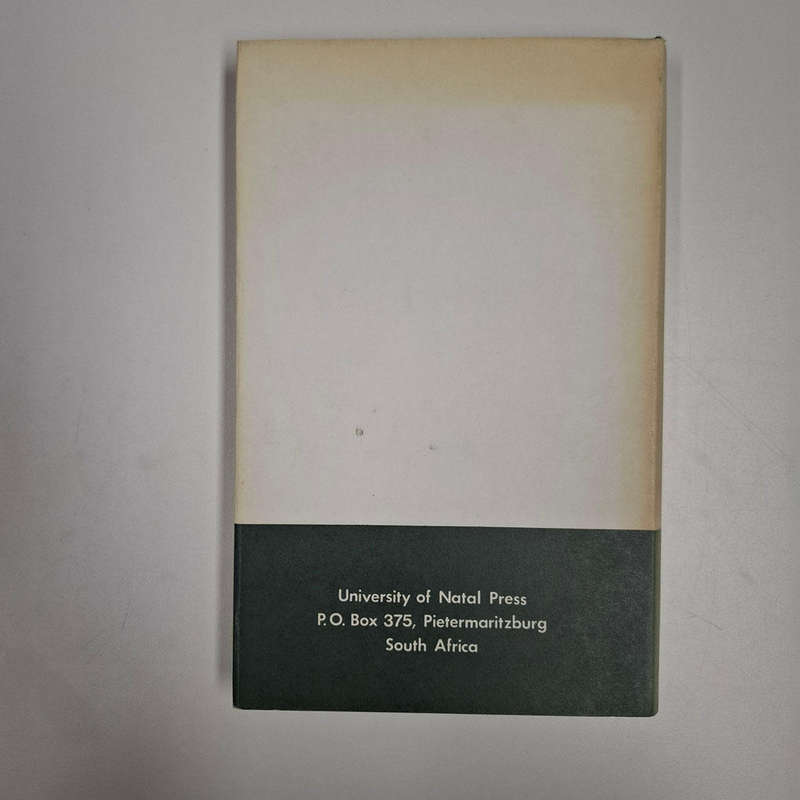 University of Natal Press
P.O. Box 375, Pietermaritzburg
South Africa